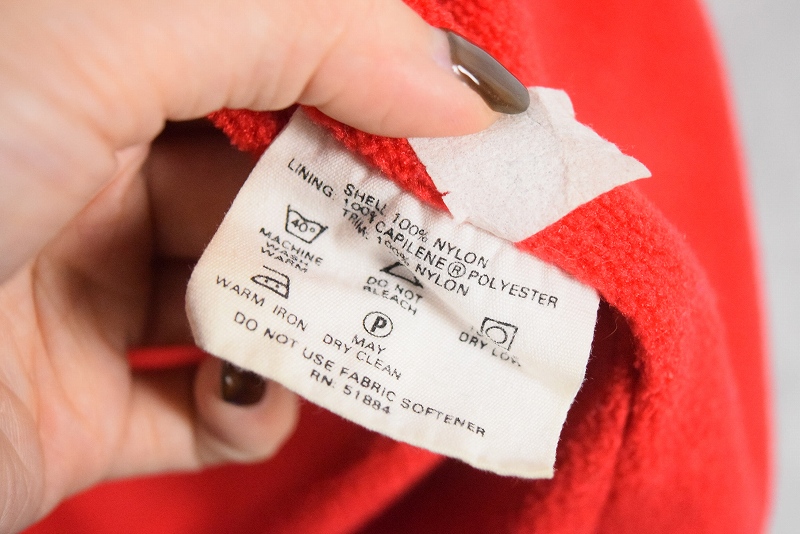 SHELL 100% NYLON
LINING: 100% CAPILENE® POLYESTER
TRIM: 100% NYLON
40°
MACHINE
WASH
WARM
DO NOT
BLEACH
WARM IRON
P
MAY
DRY CLEAN
DRY
DO NOT USE FABRIC SOFTENER
RN: 51884